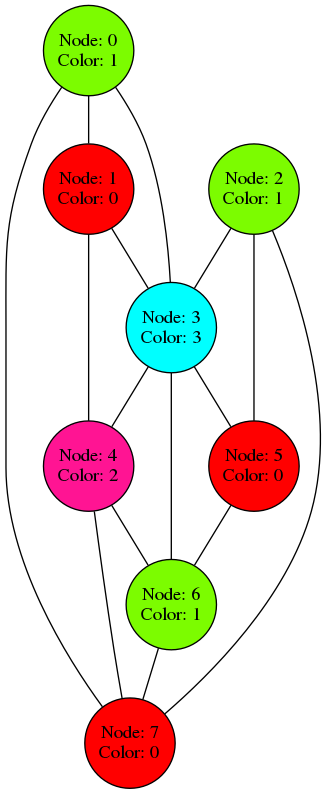 Node: 0
Color: 1
Node: 1
Color: 0
Node: 2
Color: 1
Node: 3
Color: 3
Node: 4
Color: 2
Node: 5
Color: 0
Node: 6
Color: 1
Node: 7
Color: 0